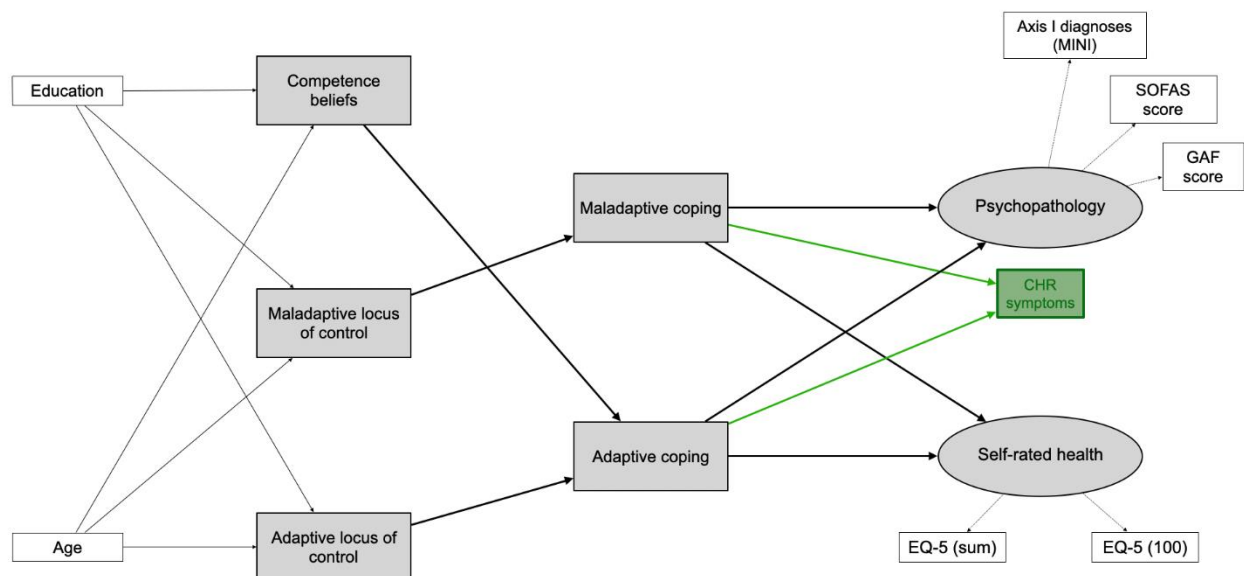 Axis I diagnoses
(MINI)
Education
Competence
beliefs
SOFAS
score
GAF
score
Maladaptive coping
Psychopathology
CHR
symptoms
Maladaptive locus
of control
Adaptive coping
Self-rated health
Age
Adaptive locus of
control
EQ-5 (sum)
EQ-5 (100)